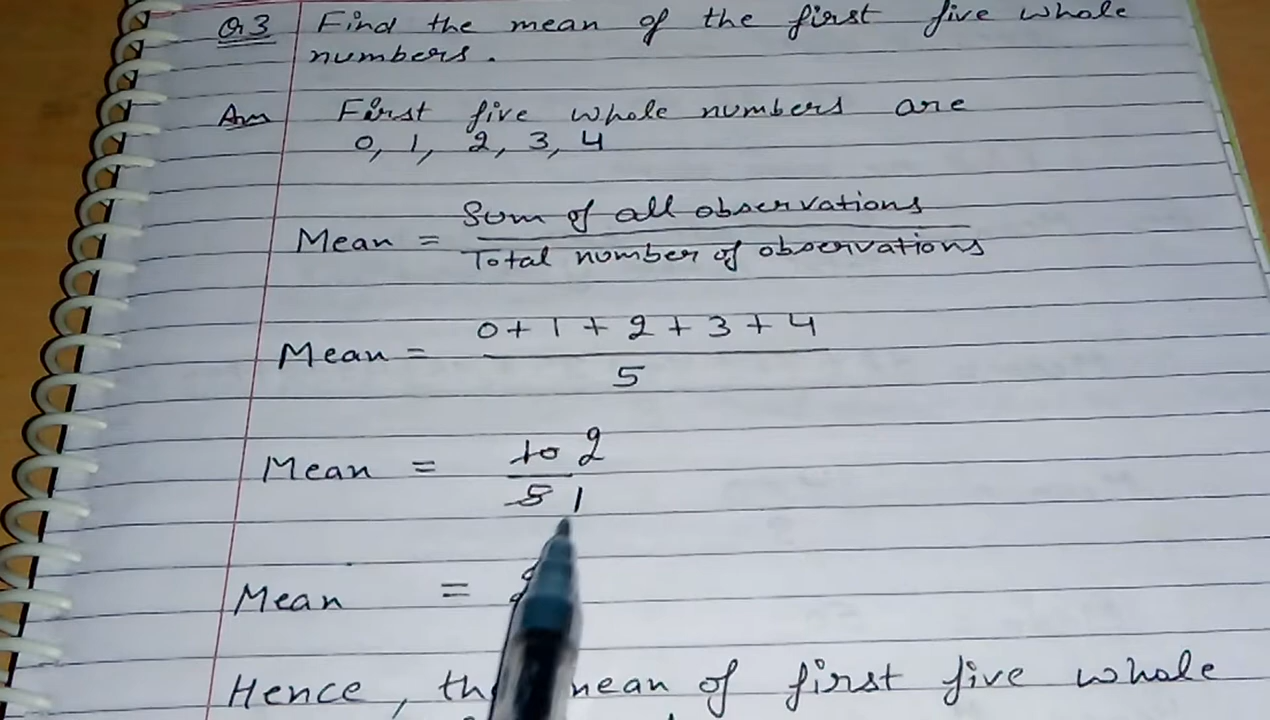 Q3 Find the mean of the first five whole
numbers.
Ans First five whole numbers are
0, 1, 2, 3, 4
Mean = Sum of all observations
Total number of observations
Mean = 0+1+2+3+4
5
Mean = 10 2
5 1
Mean =
Hence, mean of first five whole